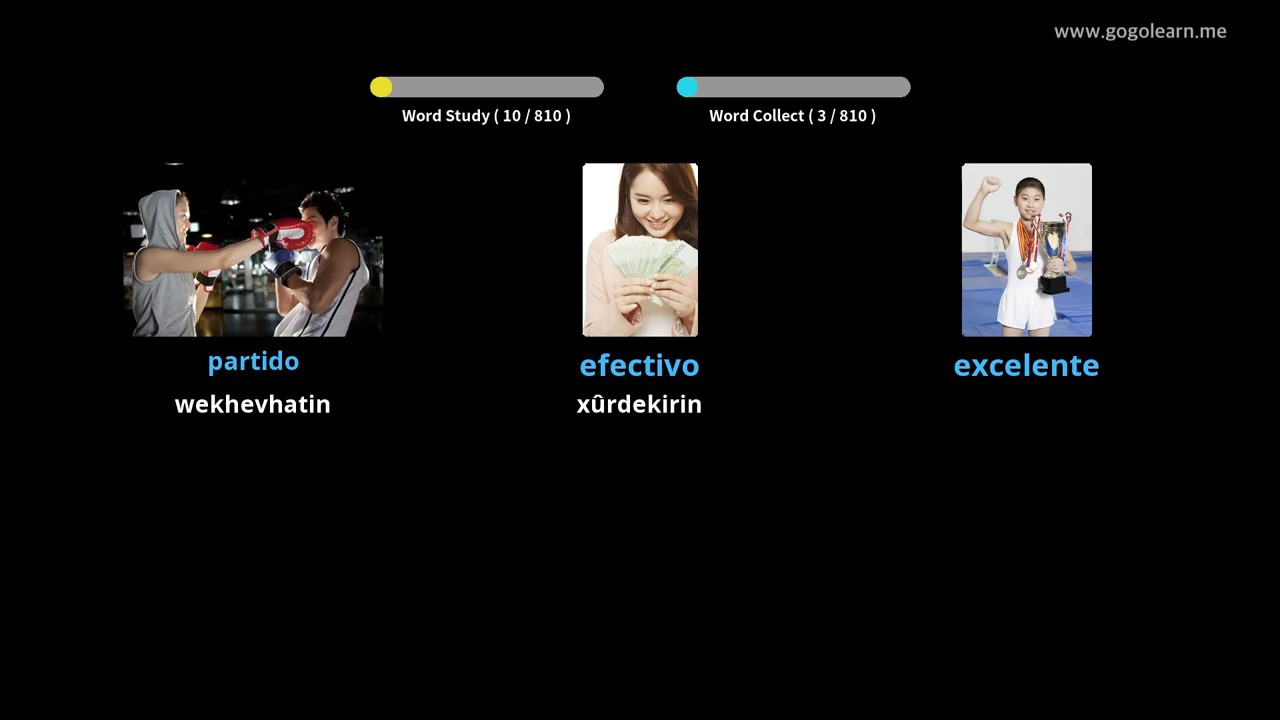 www.gogolearn.me
Word Study ( 10 / 810 )
Word Collect ( 3 / 810 )
partido
efectivo
excelente
wekhevhatin
xûrdekirin